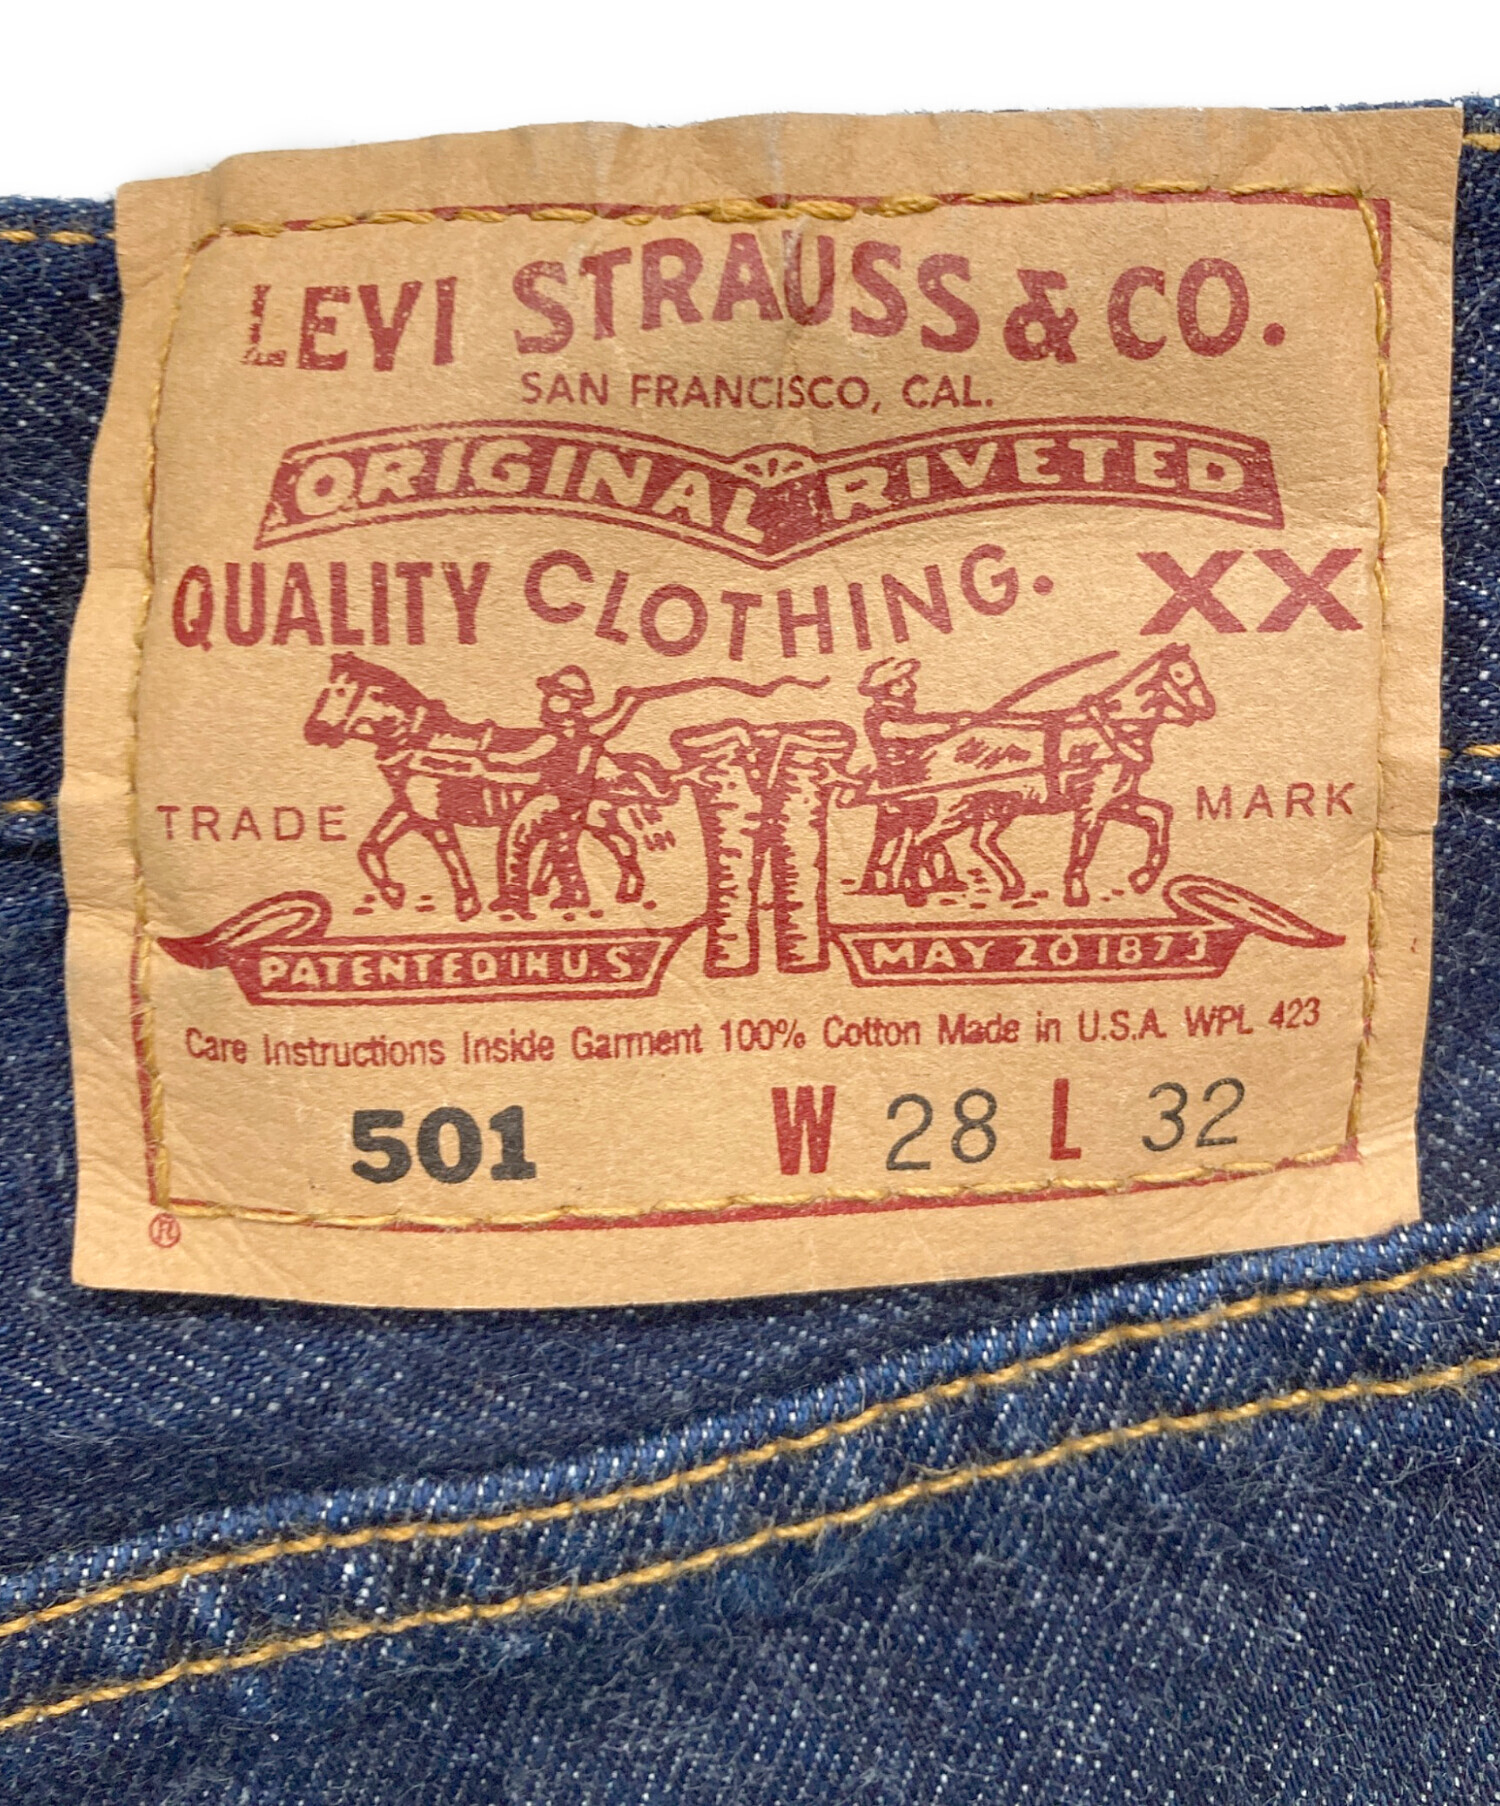 LEVI STRAUSS & CO.
SAN FRANCISCO, CAL.
ORIGINAL RIVETED
QUALITY CLOTHING. XX
TRADE MARK
PATENTED IN U.S MAY 20 1873
Care Instructions Inside Garment 100% Cotton Made in U.S.A. WPL 423
501 W 28 L 32
®